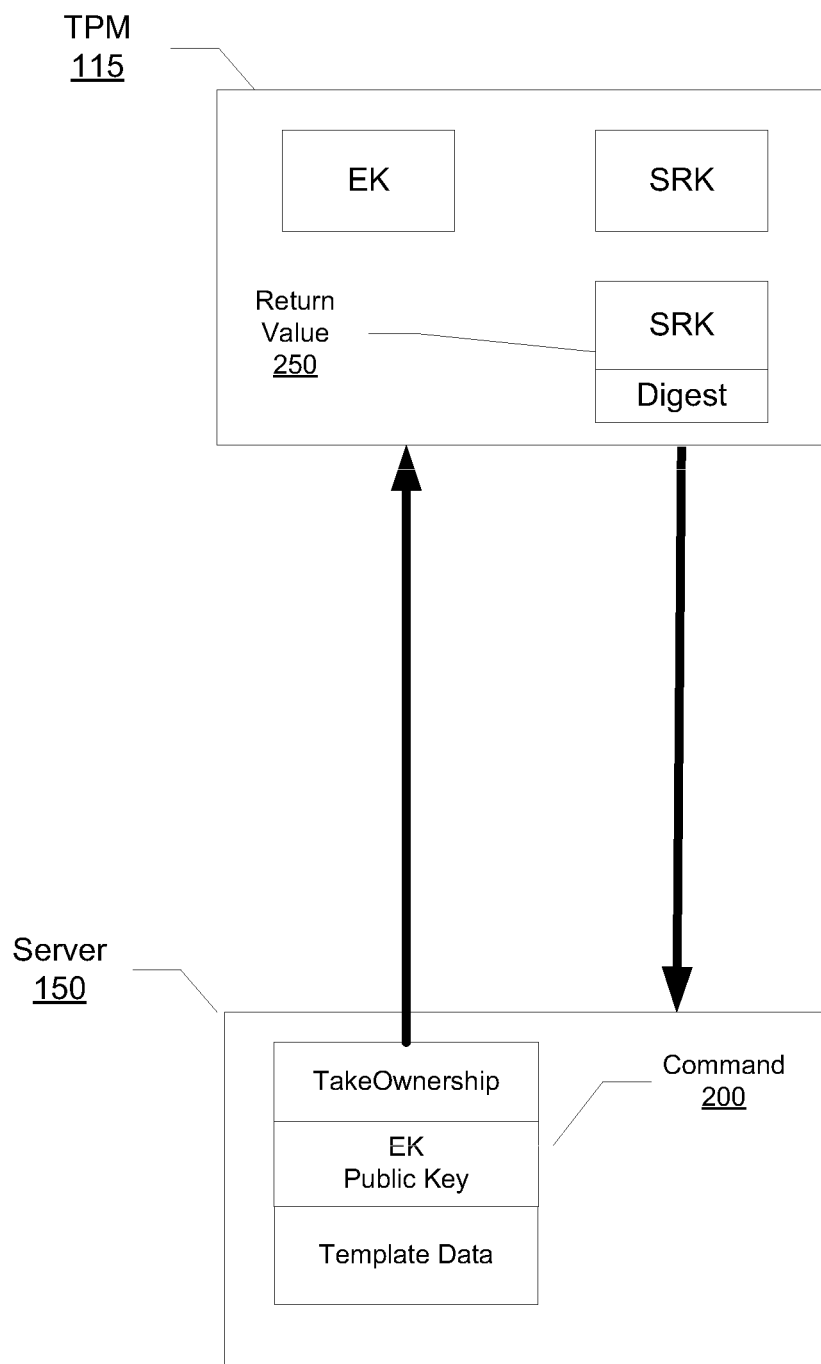 TPM
115
EK
SRK
Return
Value
250
SRK
Digest
Server
150
TakeOwnership
Command
200
EK
Public Key
Template Data